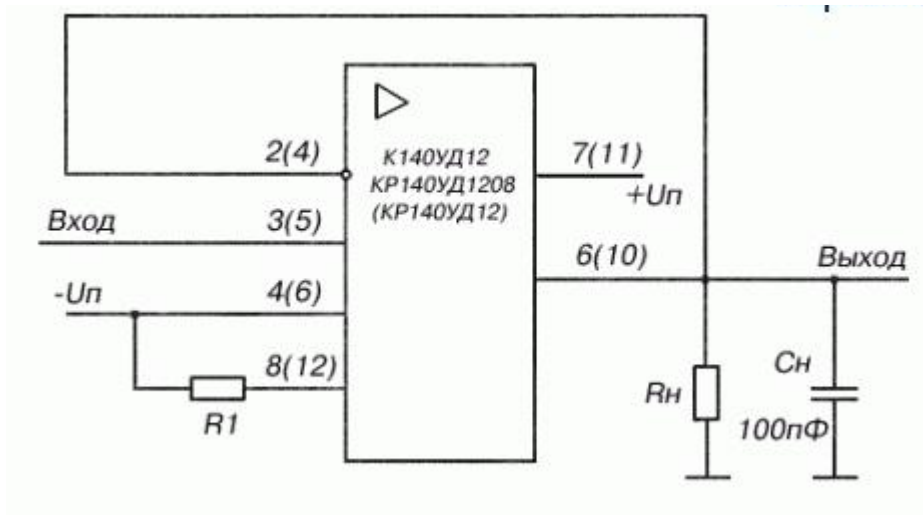 2(4)
К140УД12
КР140УД1208
(КР140УД12)
7(11)
+Uп
Вход
3(5)
6(10)
Выход
-Uп
4(6)
8(12)
R1
Rн
Cн
100пФ